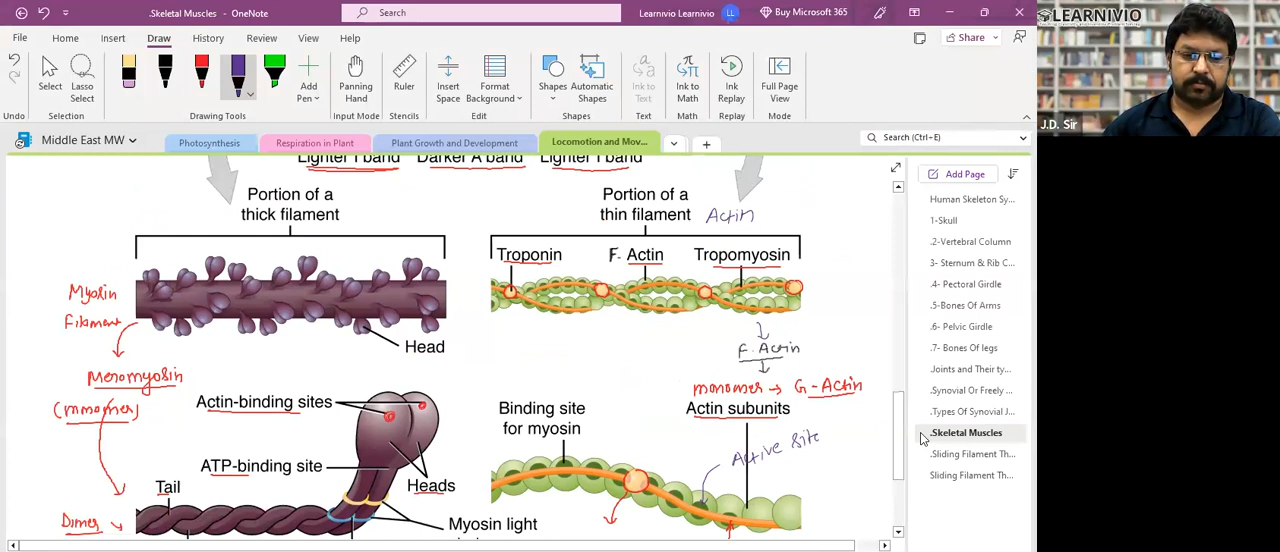 .Skeletal Muscles - OneNote
Search
Learnivio Learnivio
LL
Buy Microsoft 365
File
Home
Insert
Draw
History
Review
View
Help
Share
Undo
Select
Lasso Select
Add Pen
Panning Hand
Ruler
Insert Space
Format Background
Shapes
Automatic Shapes
Ink to Text
Ink to Math
Ink Replay
Full Page View
Undo
Selection
Drawing Tools
Input Mode
Stencils
Edit
Convert
Replay
View
Middle East MW
Photosynthesis
Respiration in Plant
Plant Growth and Development
Locomotion and Mov...
Search (Ctrl+E)
Lighter I band
Darker A band
Lighter I band
Portion of a
thick filament
Portion of a
thin filament Actin
Troponin
F. Actin
Tropomyosin
Myosin
Filament
Head
F. Actin
Meromyosin
(monomer)
monomer → G-Actin
Actin-binding sites
Binding site
for myosin
Actin subunits
Active Site
ATP-binding site
Heads
Tail
Dimer
Myosin light
Add Page
Human Skeleton Sy...
1-Skull
.2-Vertebral Column
3- Sternum & Rib C...
.4- Pectoral Girdle
.5-Bones Of Arms
.6- Pelvic Girdle
.7- Bones Of legs
.Joints and Their ty...
.Synovial Or Freely ...
.Types Of Synovial J...
.Skeletal Muscles
.Sliding Filament Th...
Sliding Filament Th...
LEARNIVIO
J.D. Sir